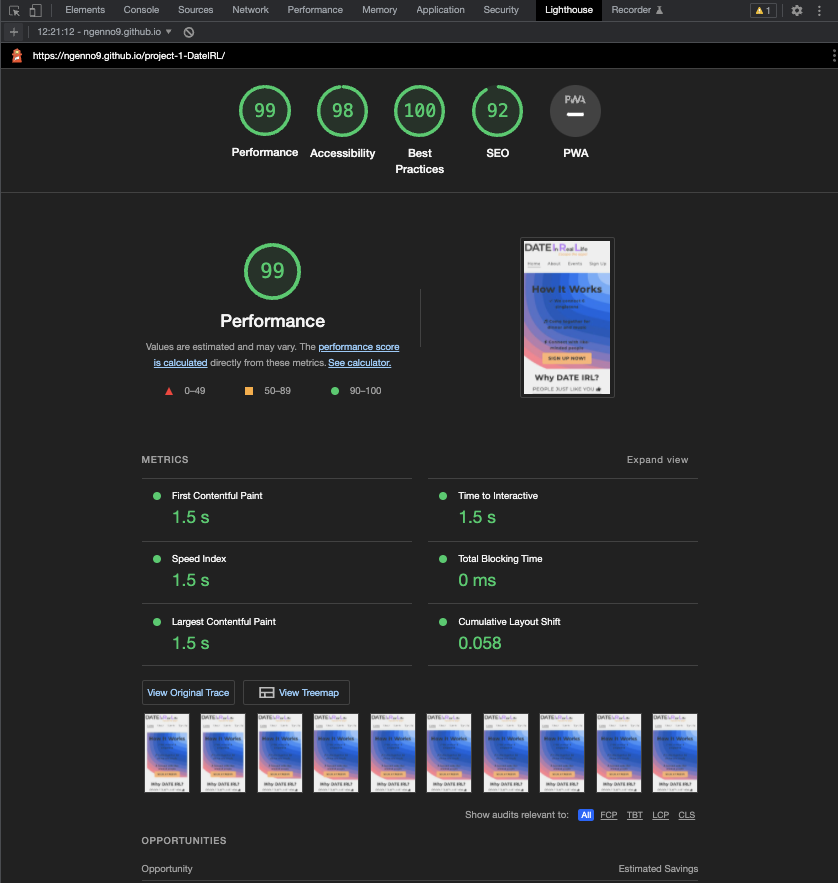 Elements Console Sources Network Performance Memory Application Security Lighthouse Recorder 1
12:21:12 - ngenno9.github.io
https://ngenno9.github.io/project-1-DateIRL/
99 98 100 92 PWA
Performance Accessibility Best Practices SEO PWA
99
Performance
Values are estimated and may vary. The performance score
is calculated directly from these metrics. See calculator.
0–49 50–89 90–100
DATE In Real Life
Home About Events Sign Up
How It Works
SIGN UP NOW!
Why DATE IRL?
PEOPLE JUST LIKE YOU
METRICS Expand view
First Contentful Paint Time to Interactive
1.5 s 1.5 s
Speed Index Total Blocking Time
1.5 s 0 ms
Largest Contentful Paint Cumulative Layout Shift
1.5 s 0.058
View Original Trace View Treemap
Show audits relevant to: All FCP TBT LCP CLS
OPPORTUNITIES
Opportunity Estimated Savings